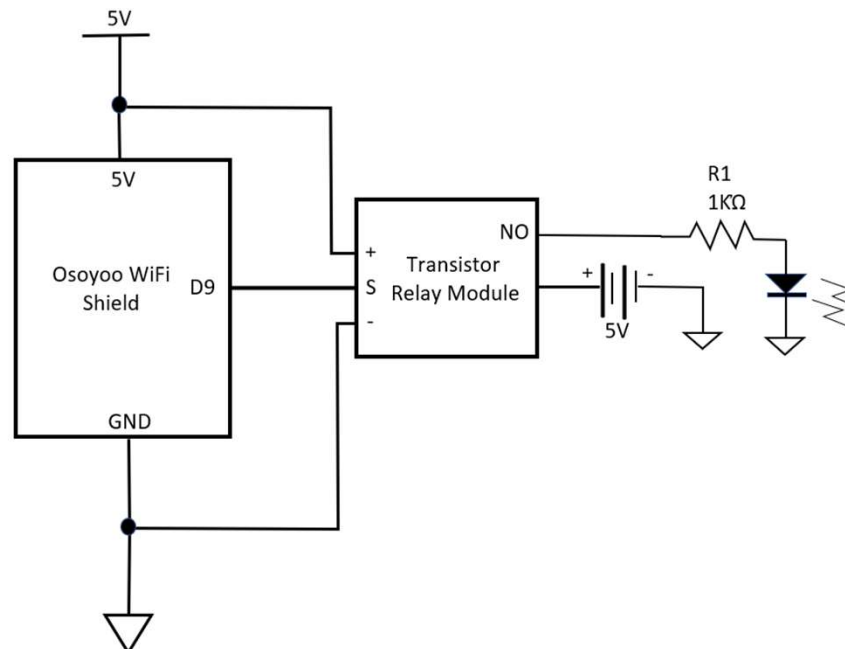 5V
5V
Osoyoo WiFi
Shield
D9
GND
+
S
-
Transistor
Relay Module
NO
+
-
5V
R1
1KΩ